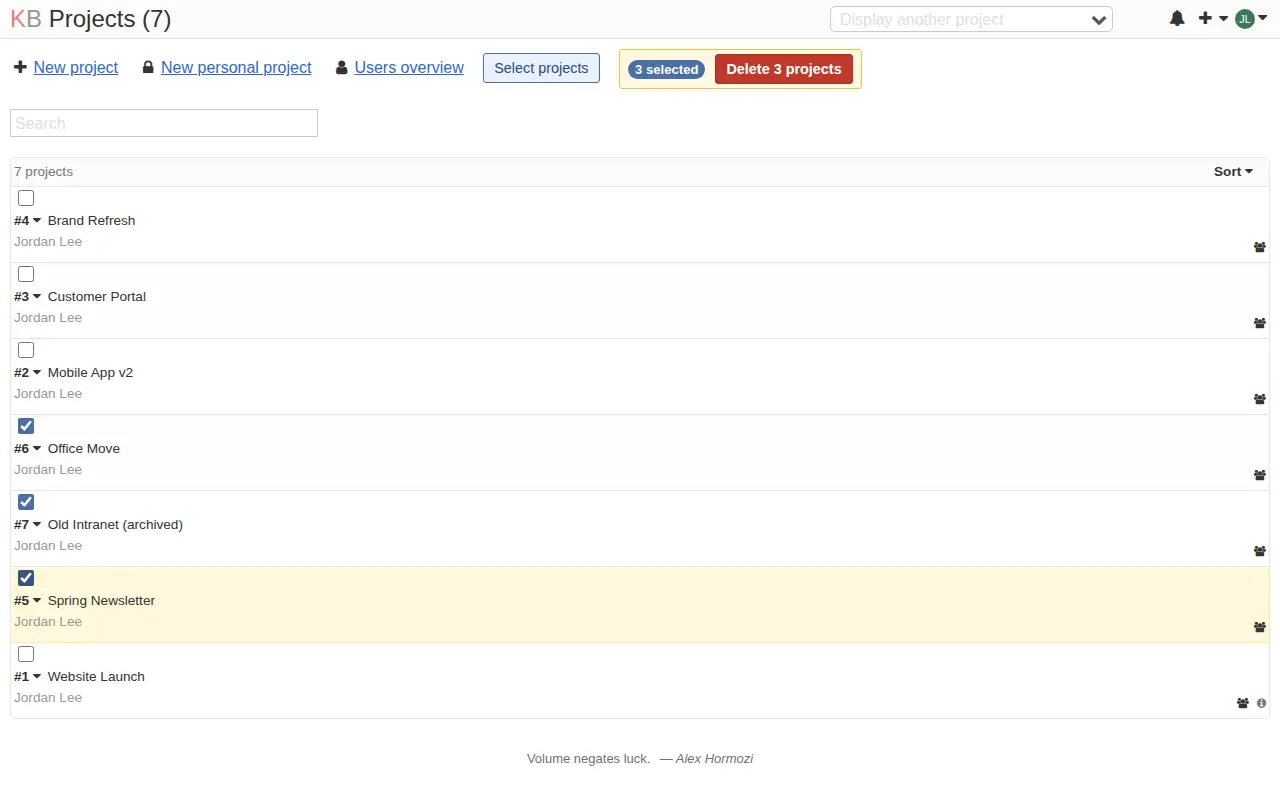 KB Projects (7)
Display another project
JL
New project
New personal project
Users overview
Select projects
3 selected
Delete 3 projects
Search
7 projects
Sort
#4 Brand Refresh
Jordan Lee
#3 Customer Portal
Jordan Lee
#2 Mobile App v2
Jordan Lee
#6 Office Move
Jordan Lee
#7 Old Intranet (archived)
Jordan Lee
#5 Spring Newsletter
Jordan Lee
#1 Website Launch
Jordan Lee
Volume negates luck. — Alex Hormozi